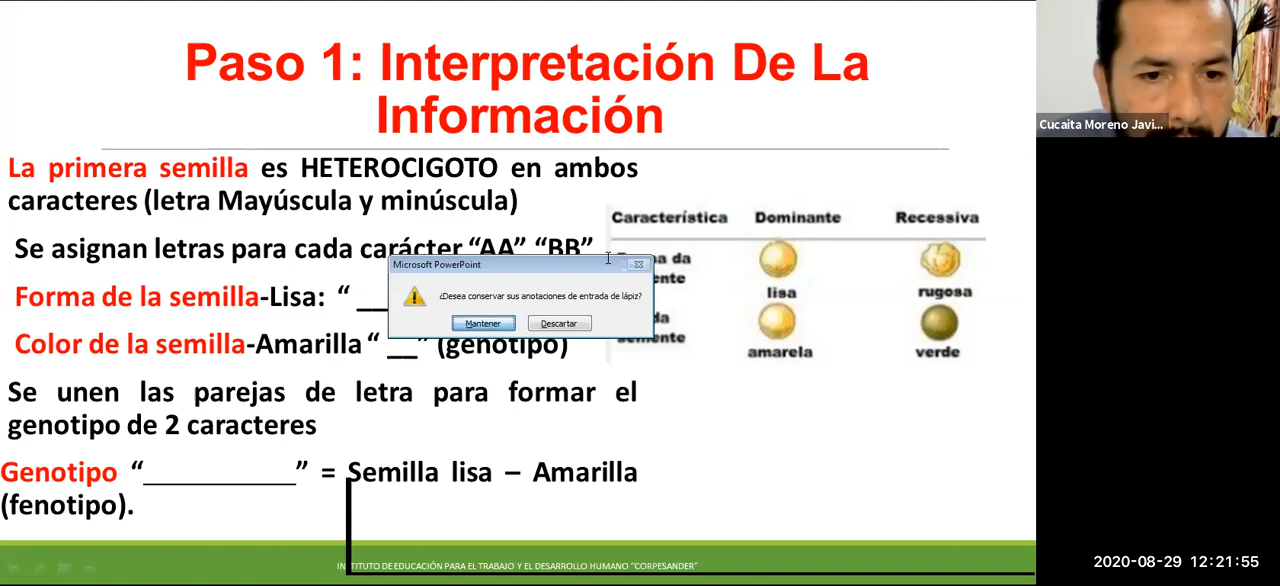 Paso 1: Interpretación De La
Información
Cucaita Moreno Javi...
La primera semilla es HETEROCIGOTO en ambos
caracteres (letra Mayúscula y minúscula)
Característica Dominante Recessiva
Se asignan letras para cada carácter “AA” “BB”
Microsoft PowerPoint
¿Desea conservar sus anotaciones de entrada de lápiz?
Mantener Descartar
Forma de la semilla-Lisa: “ __
lisa rugosa
Color de la semilla-Amarilla “ __” (genotipo)
amarela verde
Se unen las parejas de letra para formar el
genotipo de 2 caracteres
Genotipo “__________” = Semilla lisa – Amarilla
(fenotipo).
INSTITUTO DE EDUCACIÓN PARA EL TRABAJO Y EL DESARROLLO HUMANO “CORPESANDER”
2020-08-29 12:21:55